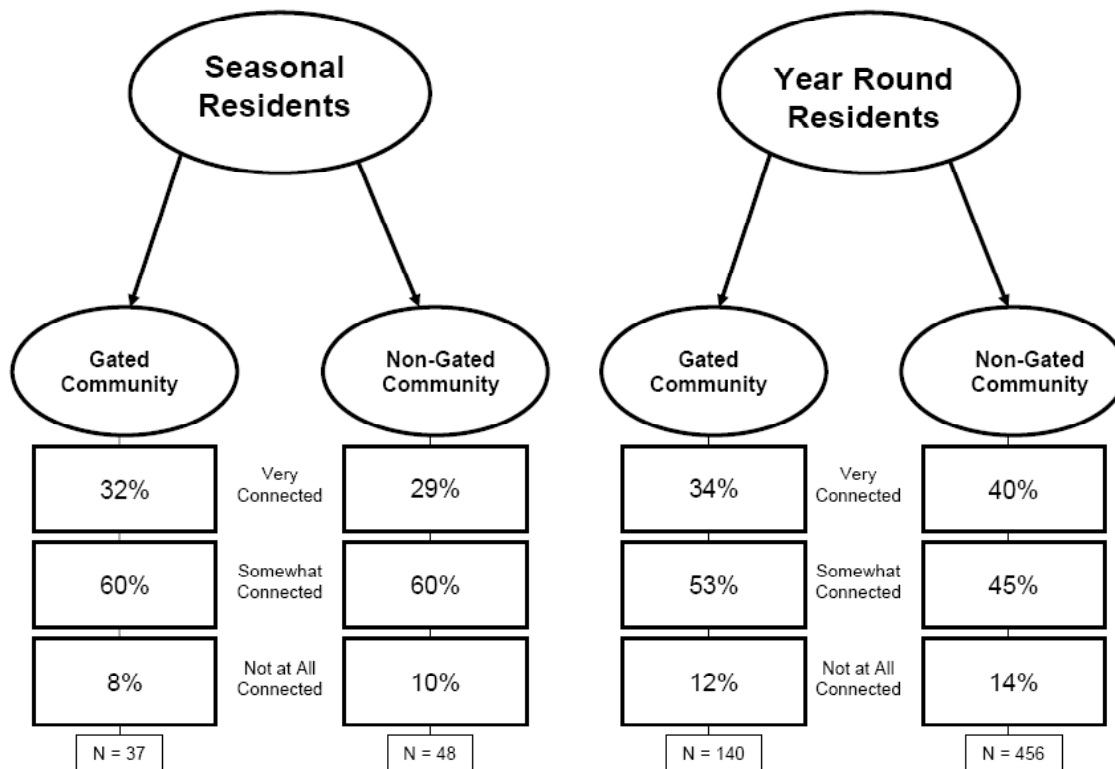 Seasonal
Residents
Year Round
Residents
Gated
Community
Non-Gated
Community
Gated
Community
Non-Gated
Community
32%
Very
Connected
29%
34%
Very
Connected
40%
60%
Somewhat
Connected
60%
53%
Somewhat
Connected
45%
8%
Not at All
Connected
10%
12%
Not at All
Connected
14%
N = 37
N = 48
N = 140
N = 456